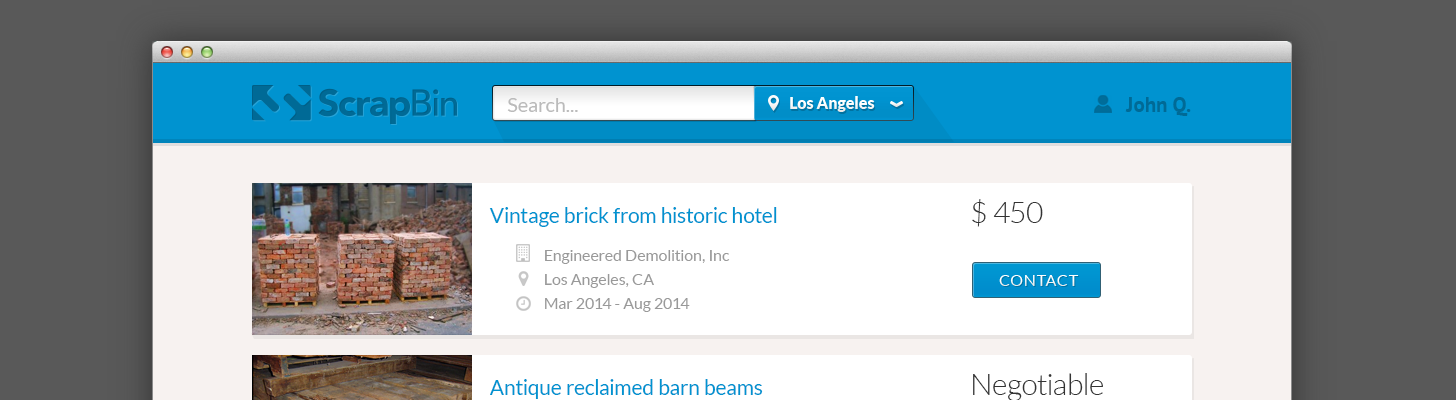 ScrapBin
Search...
Los Angeles
John Q.
Vintage brick from historic hotel
$ 450
Engineered Demolition, Inc
Los Angeles, CA
Mar 2014 - Aug 2014
CONTACT
Antique reclaimed barn beams
Negotiable